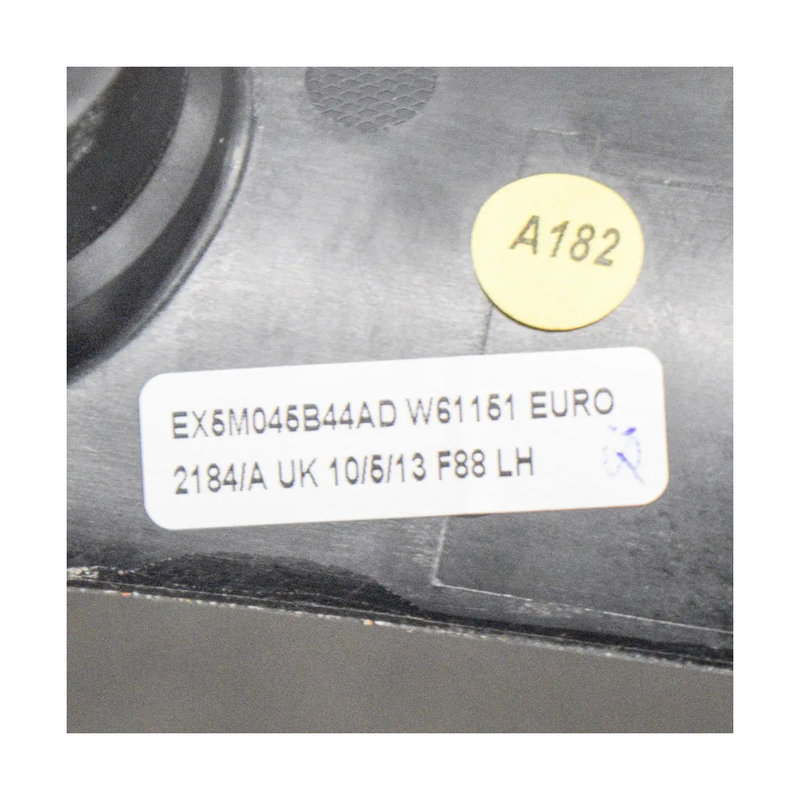 A182
EX5M045B44AD W61151 EURO
2184/A UK 10/5/13 F88 LH